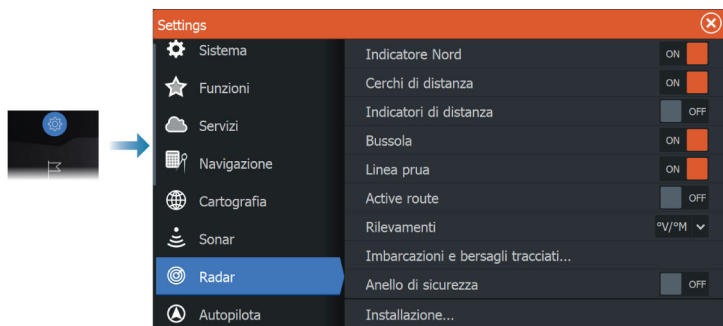 Settings
Sistema
Funzioni
Servizi
Navigazione
Cartografia
Sonar
Radar
Autopilota
Indicatore Nord ON
Cerchi di distanza ON
Indicatori di distanza OFF
Bussola ON
Linea prua ON
Active route OFF
Rilevamenti °V/°M
Imbarcazioni e bersagli tracciati...
Anello di sicurezza OFF
Installazione...